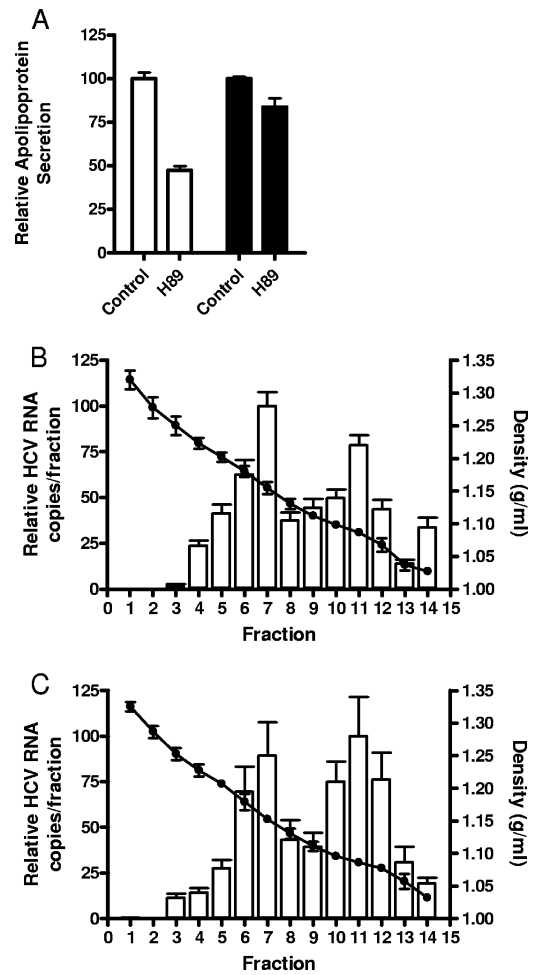 A
Relative Apolipoprotein
Secretion
125
100
75
50
25
0
Control
H89
Control
H89
B
Relative HCV RNA
copies/fraction
125
100
75
50
25
0
1.35
1.30
1.25
1.20
1.15
1.10
1.05
1.00
Density (g/ml)
0 1 2 3 4 5 6 7 8 9 10 11 12 13 14 15
Fraction
C
Relative HCV RNA
copies/fraction
125
100
75
50
25
0
1.35
1.30
1.25
1.20
1.15
1.10
1.05
1.00
Density (g/ml)
0 1 2 3 4 5 6 7 8 9 10 11 12 13 14 15
Fraction